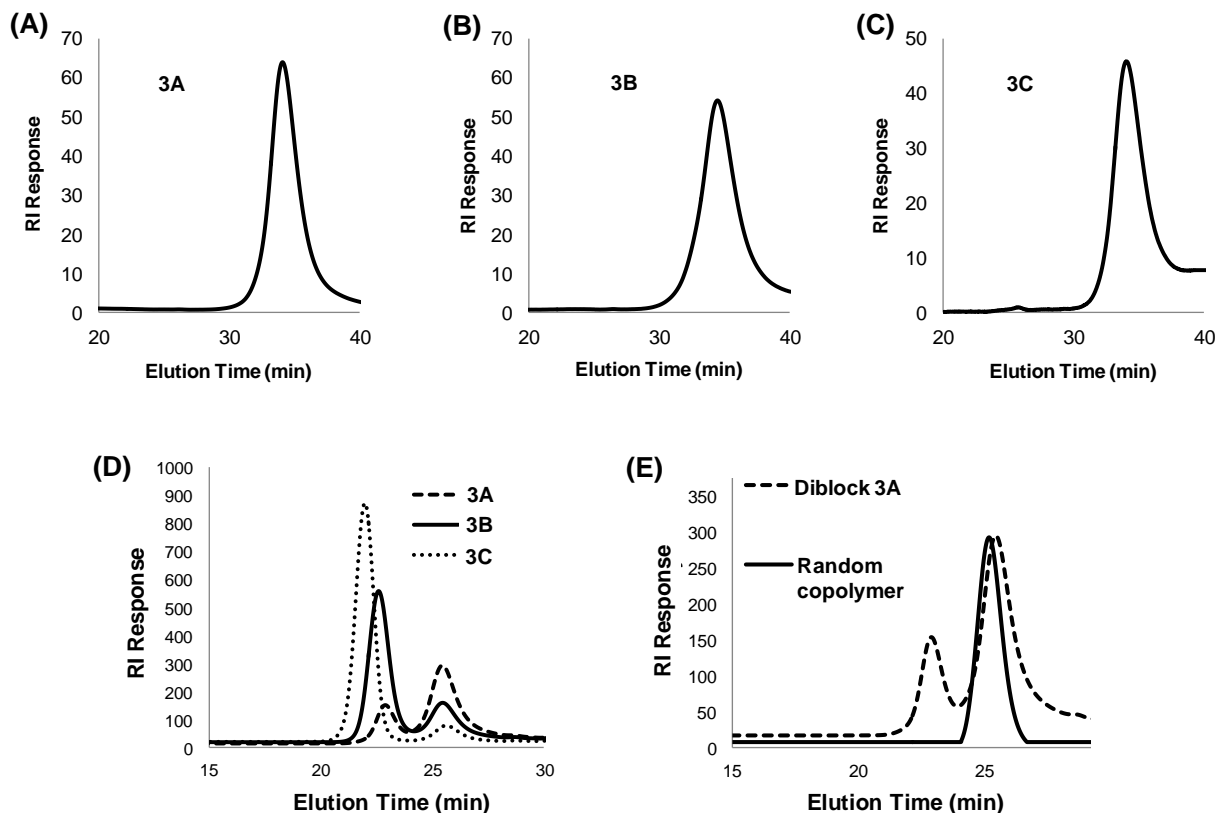 (A)
70
60
50
40
30
20
10
0
RI Response
3A
20
30
40
Elution Time (min)
(B)
70
60
50
40
30
20
10
0
RI Response
3B
20
30
40
Elution Time (min)
(C)
50
40
30
20
10
0
RI Response
3C
20
30
40
Elution Time (min)
(D)
1000
900
800
700
600
500
400
300
200
100
0
RI Response
3A
3B
3C
15
20
25
30
Elution Time (min)
(E)
350
300
250
200
150
100
50
0
RI Response
Diblock 3A
Random
copolymer
15
20
25
Elution Time (min)